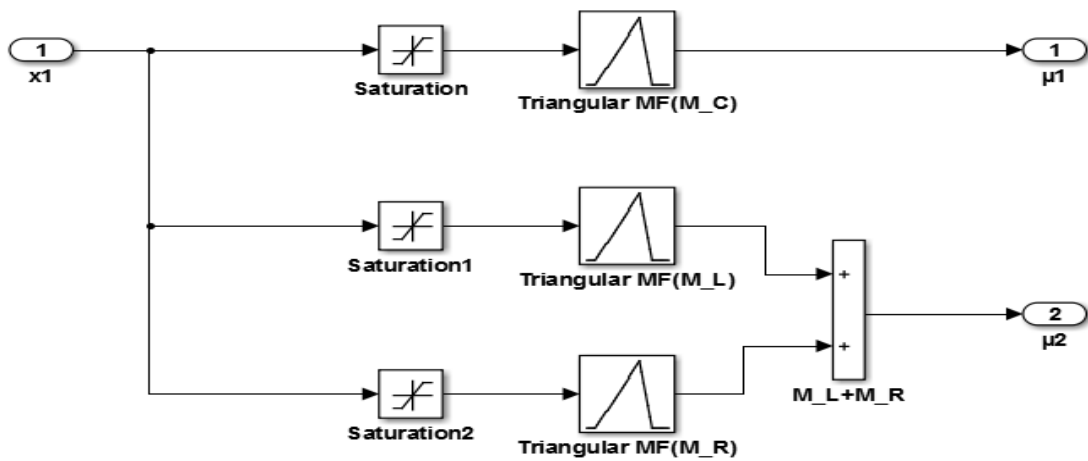 1
x1
Saturation
Triangular MF(M_C)
1
μ1
Saturation1
Triangular MF(M_L)
+
+
M_L+M_R
2
μ2
Saturation2
Triangular MF(M_R)